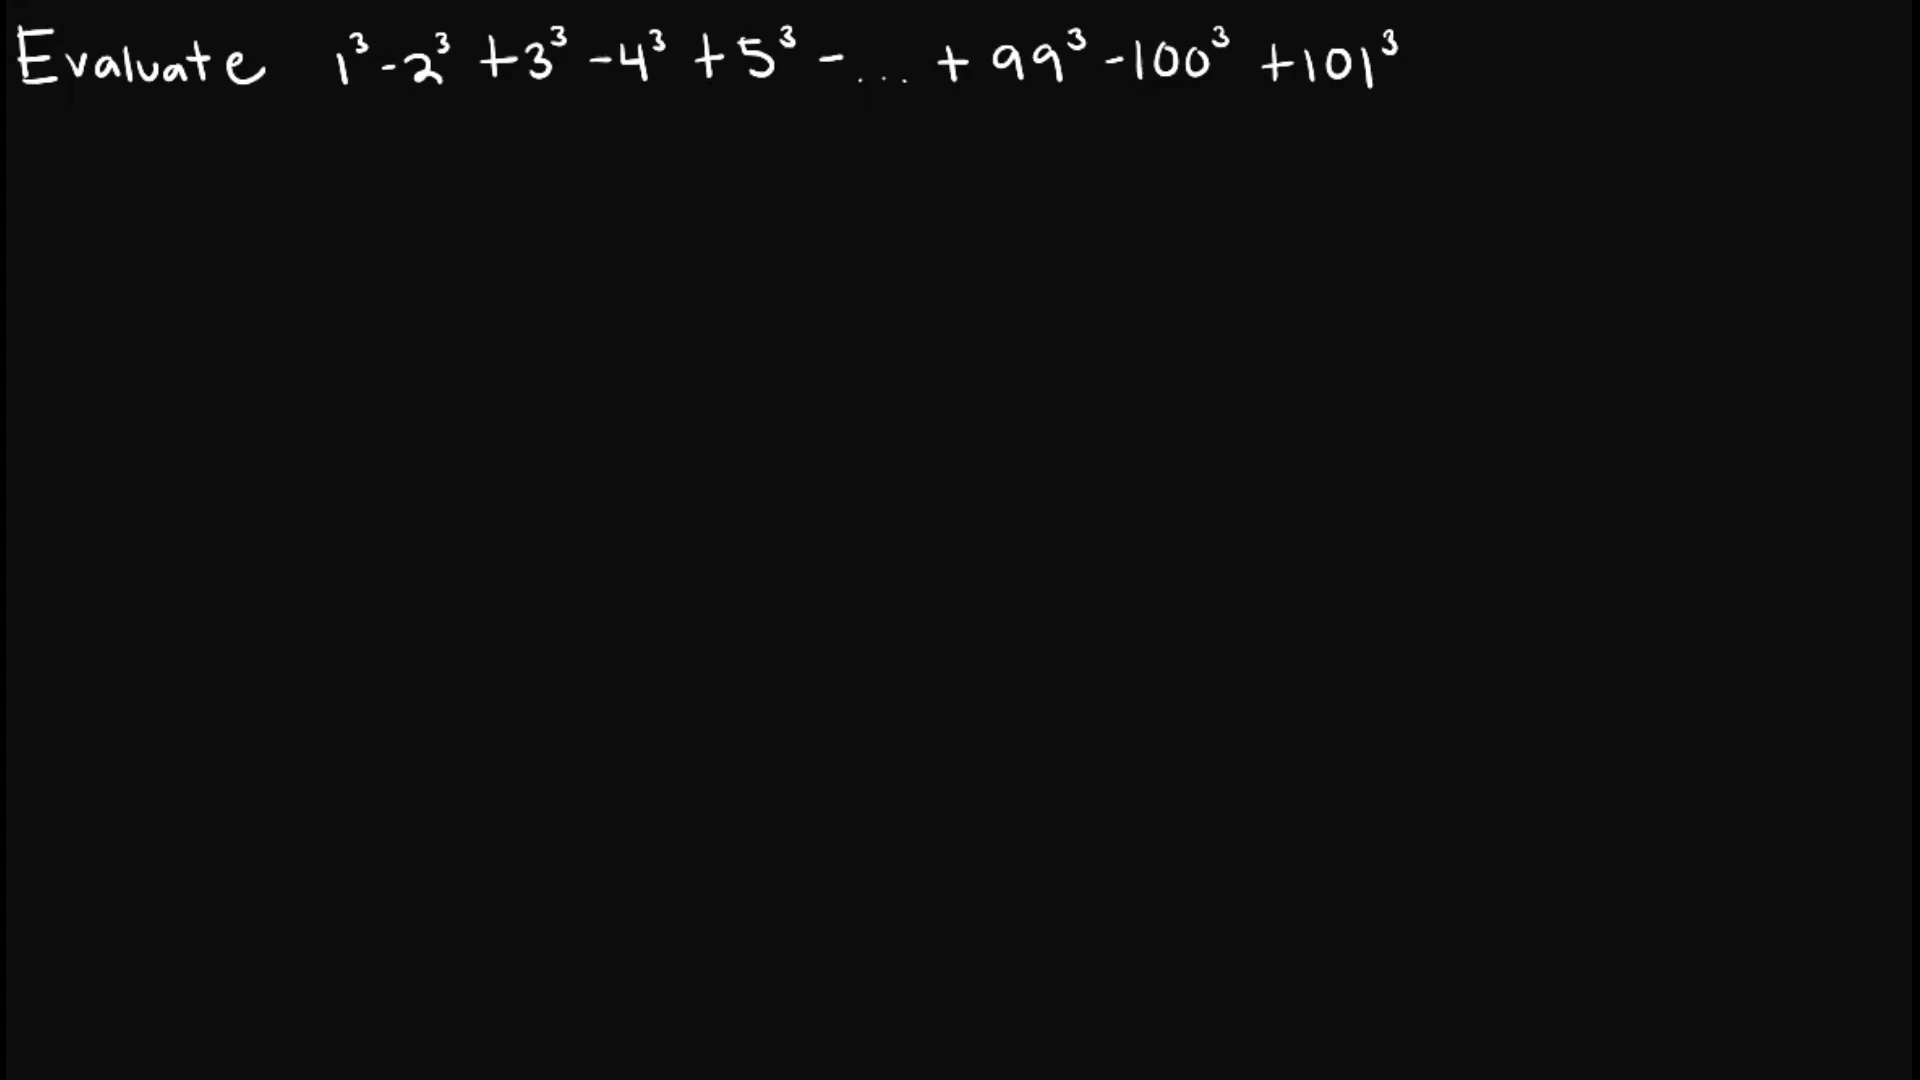 Evaluate 1³ - 2³ + 3³ - 4³ + 5³ - ... + 99³ - 100³ + 101³